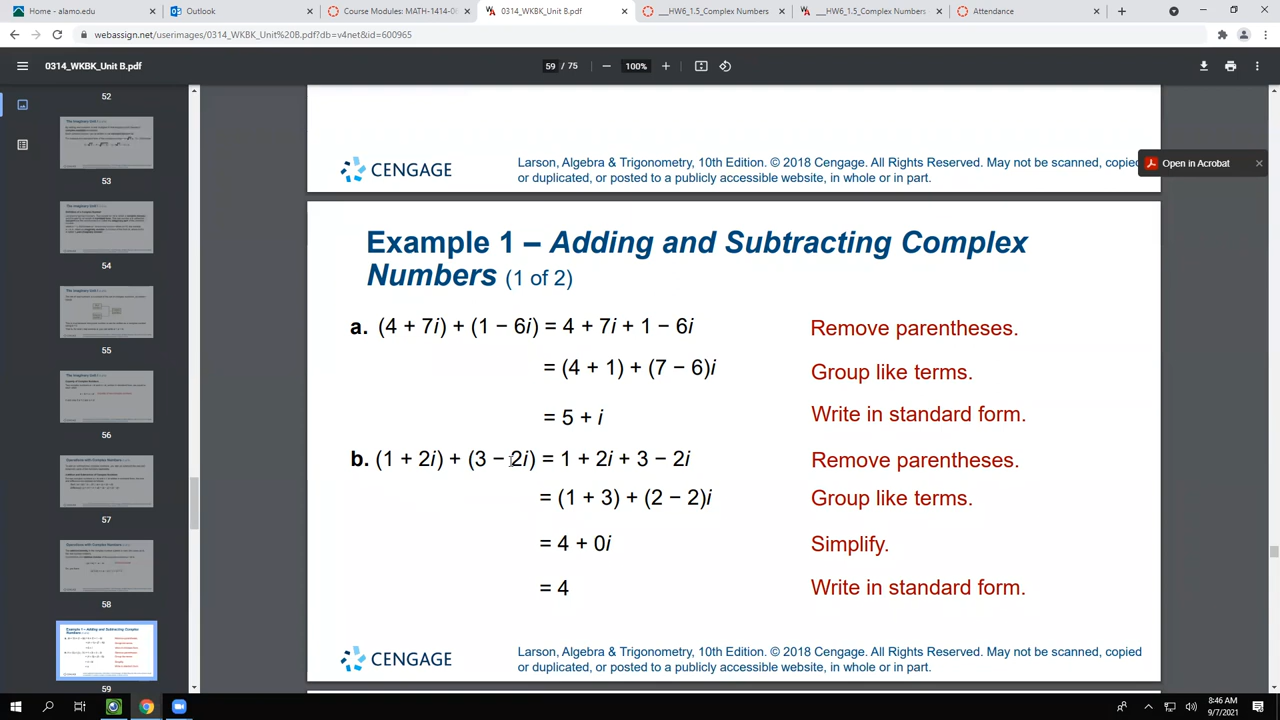 Home - alamo.edu
Outlook
Course Modules: MATH-1414-0
0314_WKBK_Unit B.pdf
__HW6_1.5_Complex Numbers
__HW6_1.5_Complex Numbers
Attendance
webassign.net/userimages/0314_WKBK_Unit%20B.pdf?db=v4net&id=600965
0314_WKBK_Unit B.pdf
59 / 75
100%
52
53
54
55
56
57
58
59
CENGAGE
Larson, Algebra & Trigonometry, 10th Edition. © 2018 Cengage. All Rights Reserved. May not be scanned, copied
or duplicated, or posted to a publicly accessible website, in whole or in part.
Open in Acrobat
Example 1 – Adding and Subtracting Complex
Numbers (1 of 2)
a. (4 + 7i) + (1 − 6i) = 4 + 7i + 1 − 6i Remove parentheses.
= (4 + 1) + (7 − 6)i Group like terms.
= 5 + i Write in standard form.
b. (1 + 2i) + (3 − 2i) = 1 + 2i + 3 − 2i Remove parentheses.
= (1 + 3) + (2 − 2)i Group like terms.
= 4 + 0i Simplify.
= 4 Write in standard form.
CENGAGE
Larson, Algebra & Trigonometry, 10th Edition. © 2018 Cengage. All Rights Reserved. May not be scanned, copied
or duplicated, or posted to a publicly accessible website, in whole or in part.
8:46 AM
9/7/2021